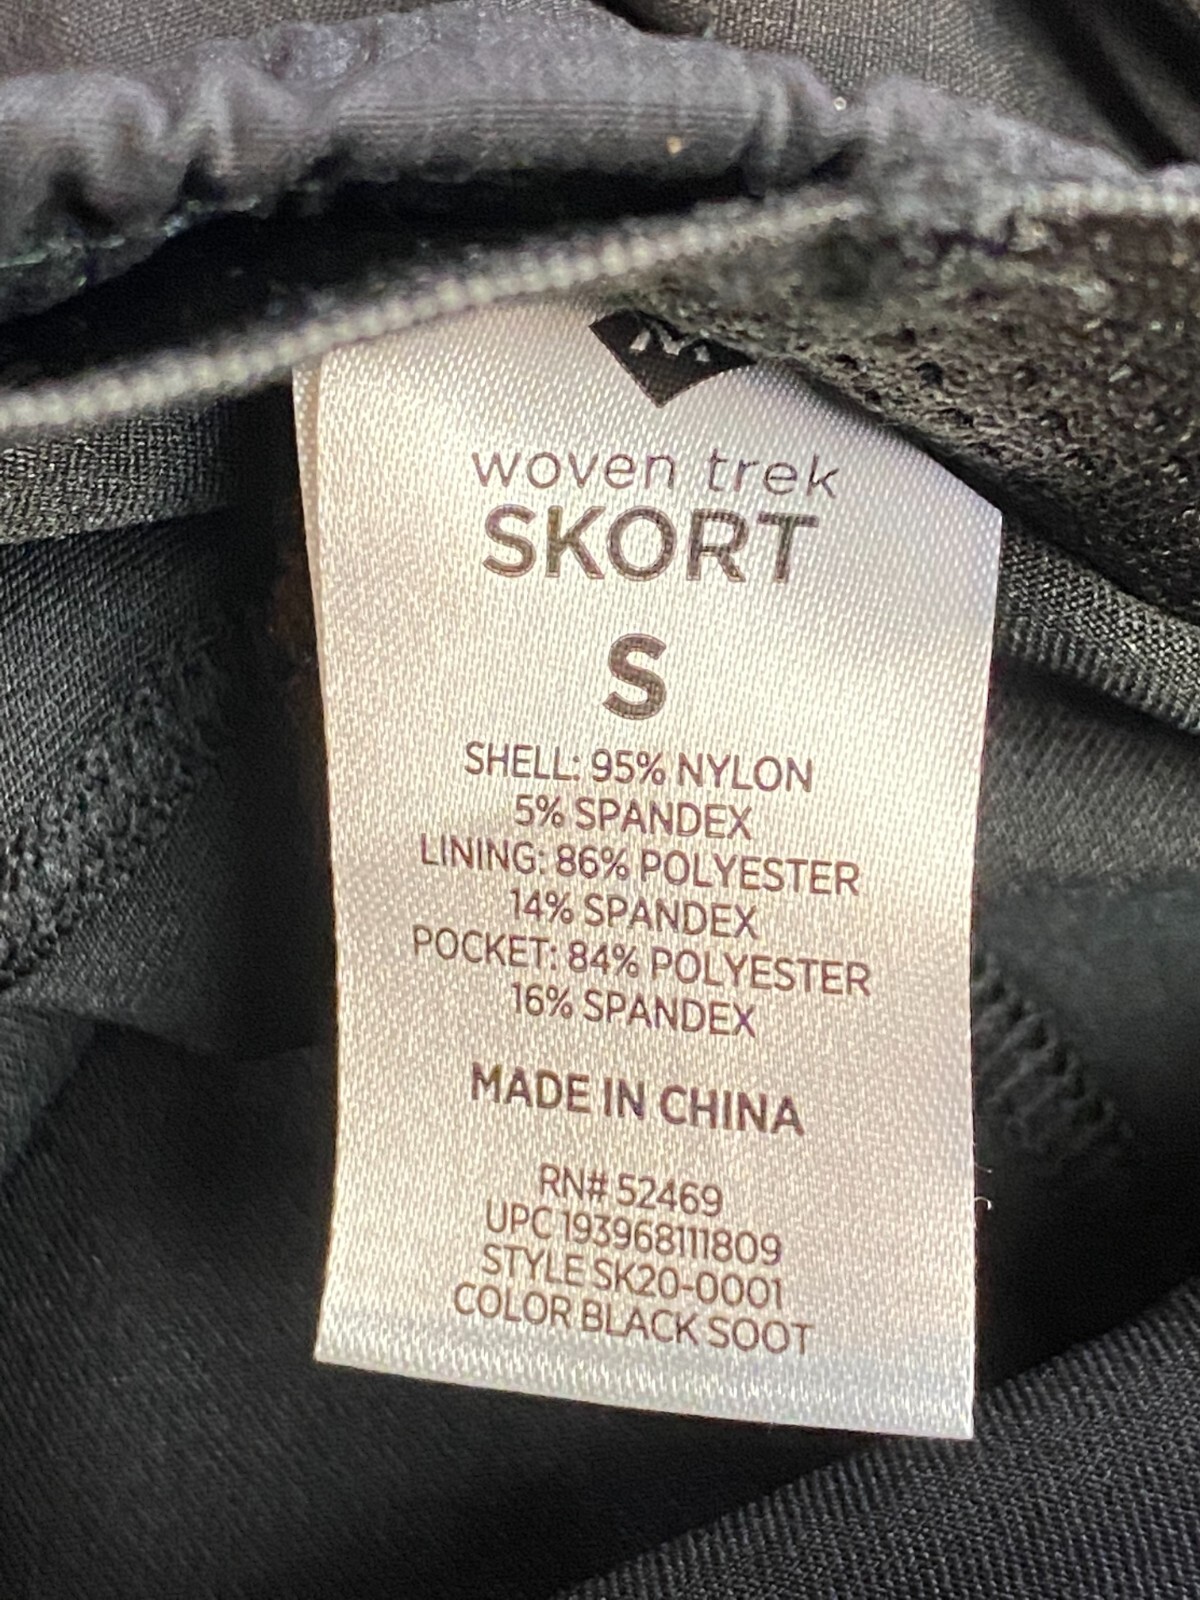 woven trek
SKORT
S
SHELL: 95% NYLON
5% SPANDEX
LINING: 86% POLYESTER
14% SPANDEX
POCKET: 84% POLYESTER
16% SPANDEX
MADE IN CHINA
RN# 52469
UPC 193968111809
STYLE SK20-0001
COLOR BLACK SOOT